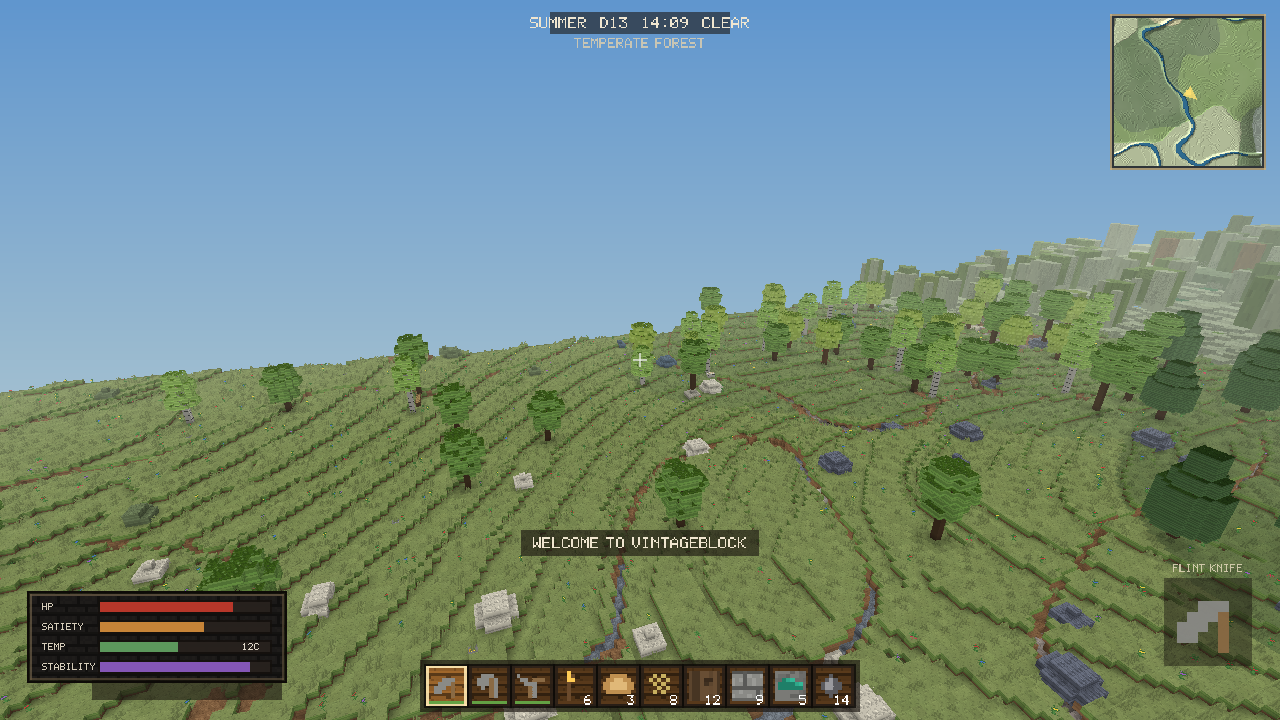 SUMMER D13 14:09 CLEAR
TEMPERATE FOREST
WELCOME TO VINTAGEBLOCK
FLINT KNIFE
HP
SATIETY
TEMP 12C
STABILITY
6 3 8 12 9 5 14